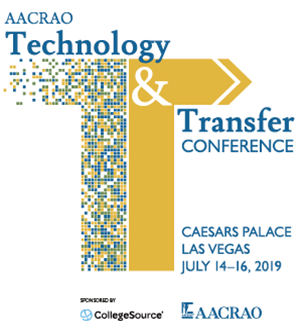 AACRAO
Technology
&
Transfer
CONFERENCE
CAESARS PALACE
LAS VEGAS
JULY 14–16, 2019
SPONSORED BY
CollegeSource®
AACRAO